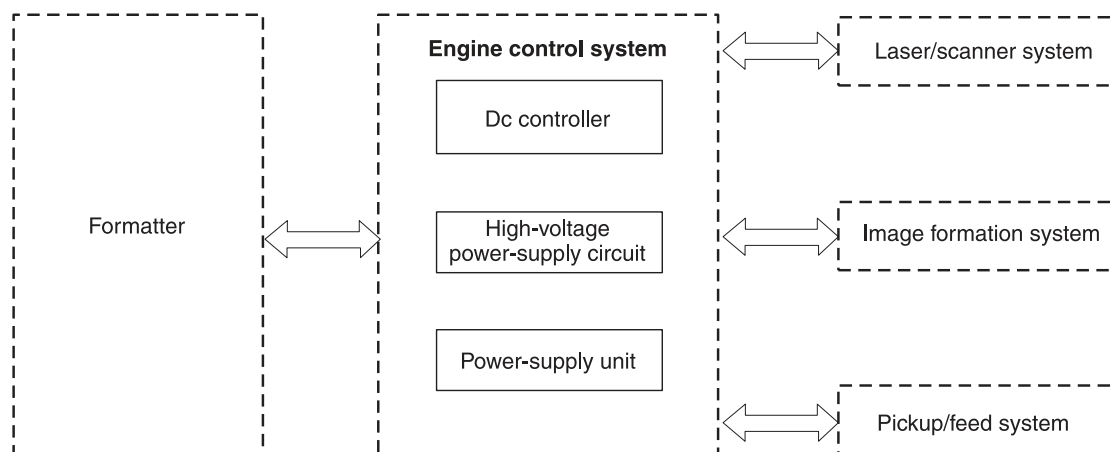 Formatter
Engine control system
Dc controller
High-voltage
power-supply circuit
Power-supply unit
Laser/scanner system
Image formation system
Pickup/feed system